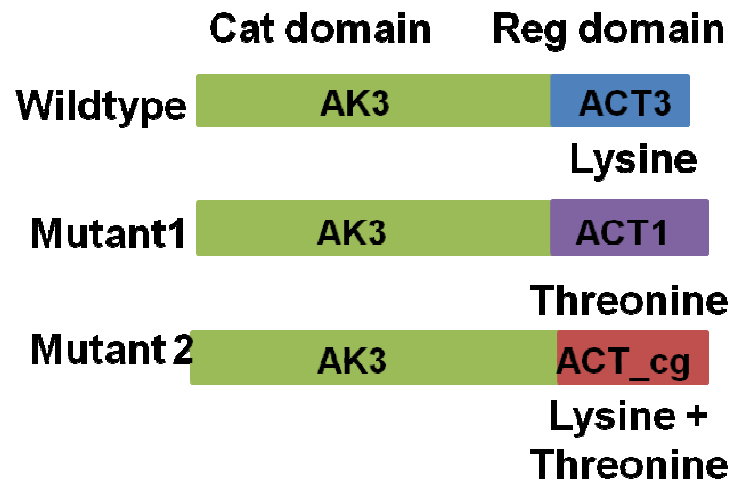 Cat domain Reg domain
Wildtype AK3 ACT3
Lysine
Mutant1 AK3 ACT1
Threonine
Mutant 2 AK3 ACT_cg
Lysine +
Threonine